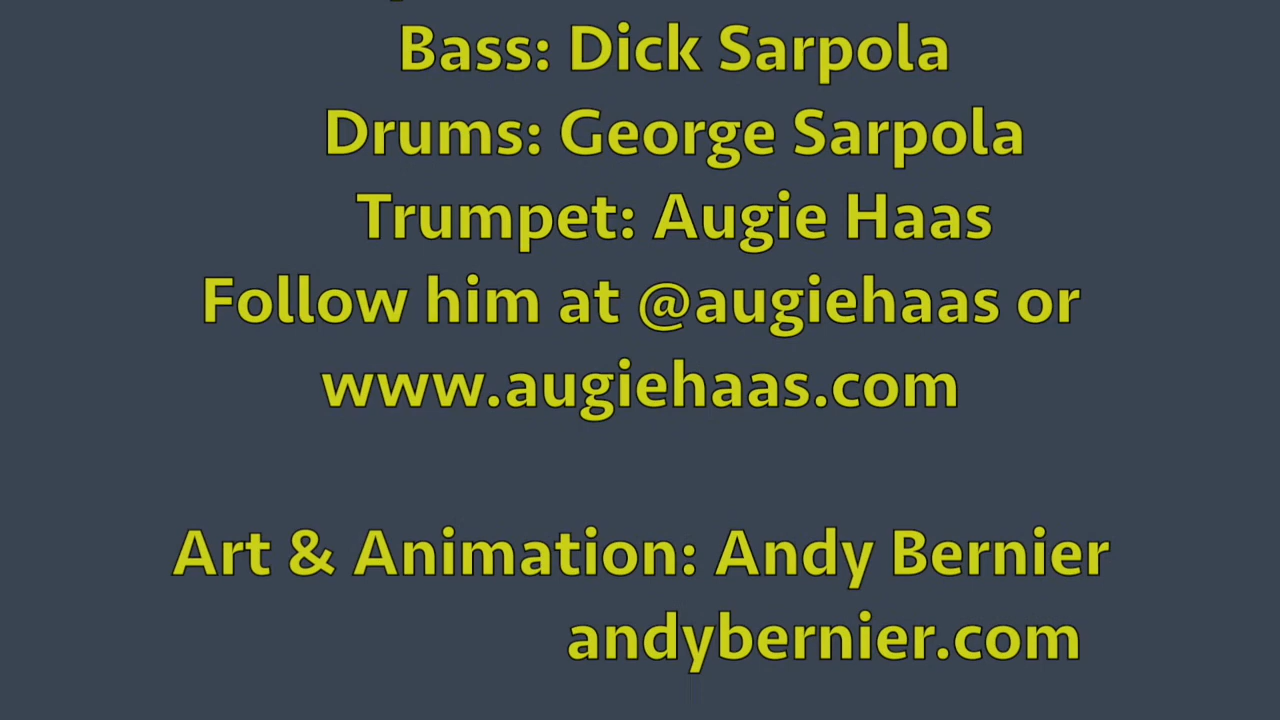 Bass: Dick Sarpola
Drums: George Sarpola
Trumpet: Augie Haas
Follow him at @augiehaas or
www.augiehaas.com
Art & Animation: Andy Bernier
andybernier.com